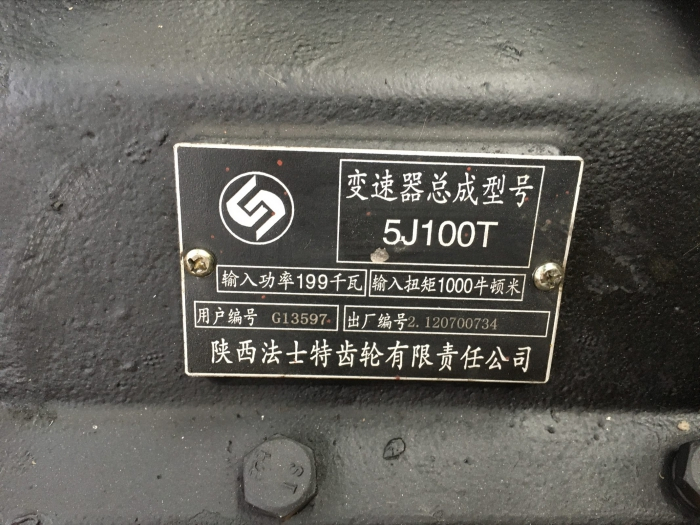 变速器总成型号
5J100T
输入功率199千瓦 输入扭矩1000牛顿米
用户编号 G13597 出厂编号2.120700734
陕西法士特齿轮有限责任公司